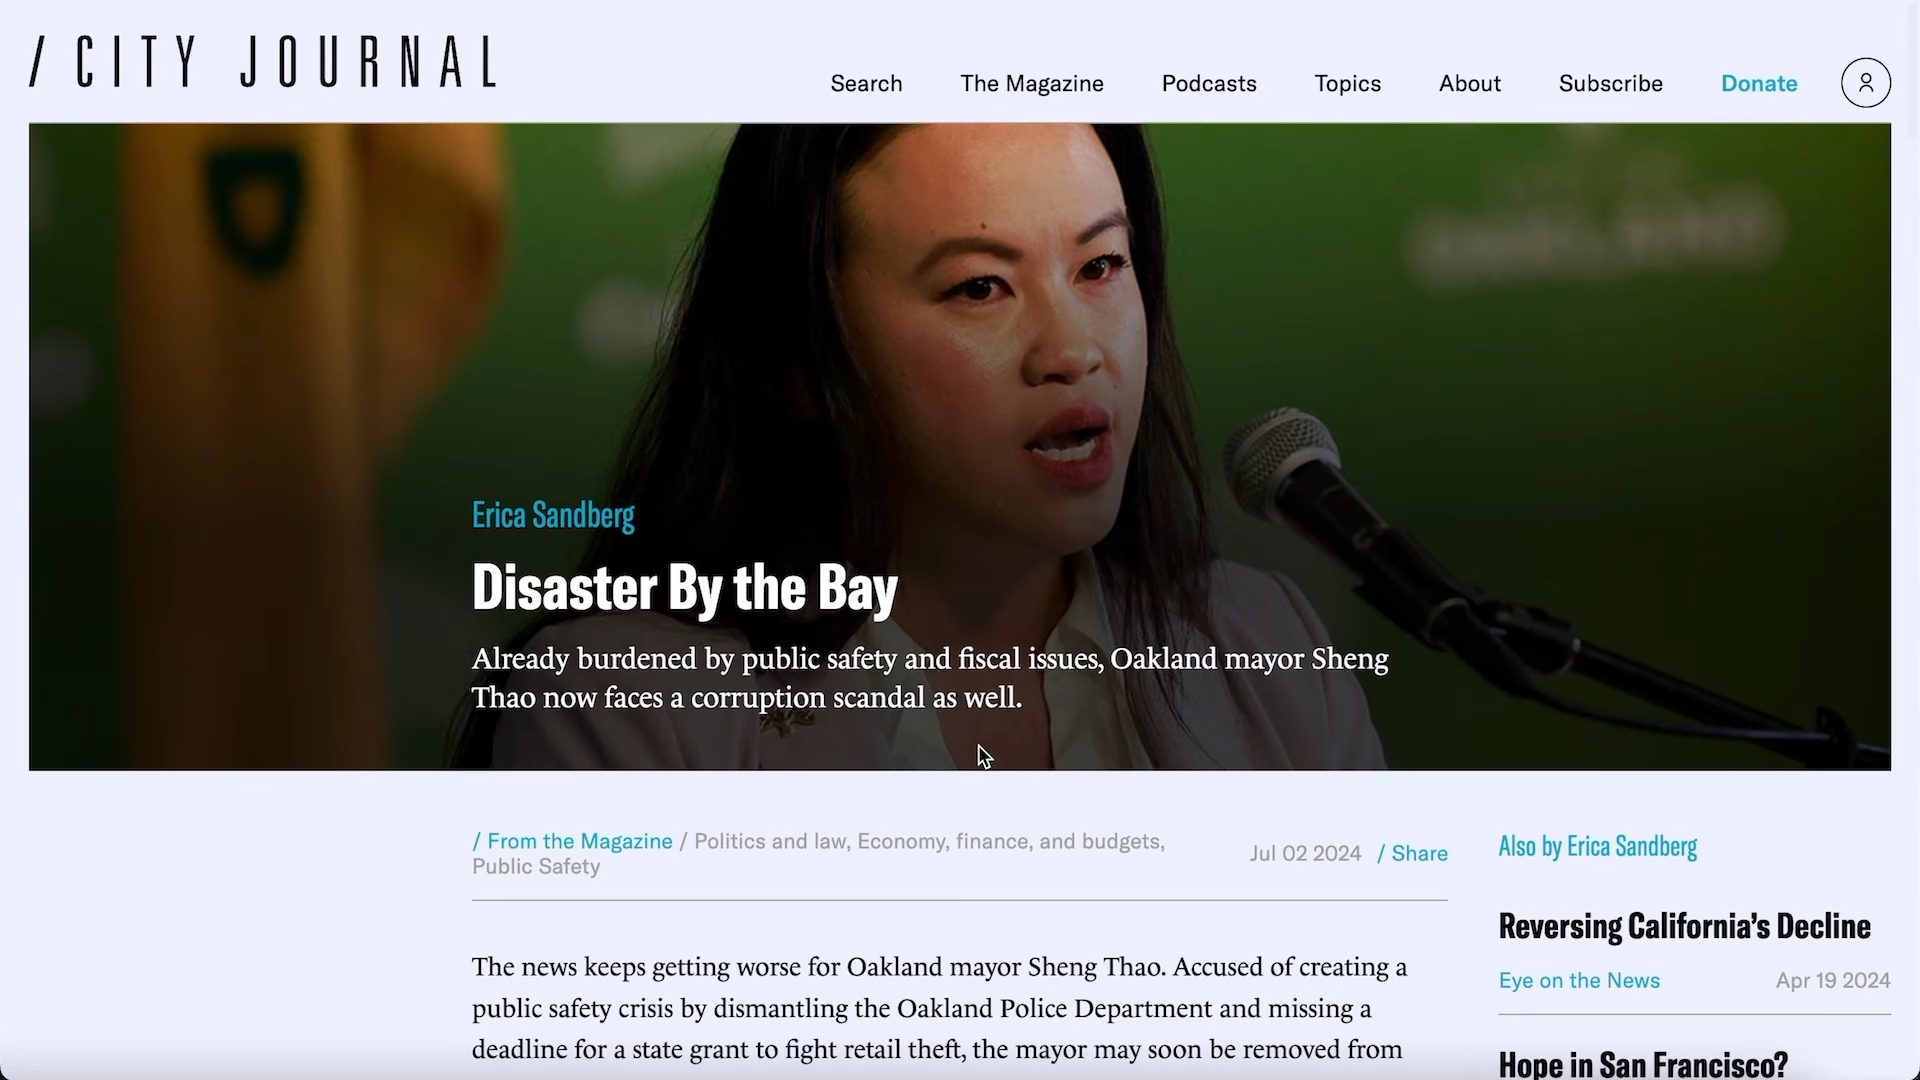 / CITY JOURNAL
Search The Magazine Podcasts Topics About Subscribe Donate
Erica Sandberg
Disaster By the Bay
Already burdened by public safety and fiscal issues, Oakland mayor Sheng
Thao now faces a corruption scandal as well.
/ From the Magazine / Politics and law, Economy, finance, and budgets,
Public Safety
Jul 02 2024 / Share
The news keeps getting worse for Oakland mayor Sheng Thao. Accused of creating a
public safety crisis by dismantling the Oakland Police Department and missing a
deadline for a state grant to fight retail theft, the mayor may soon be removed from
Also by Erica Sandberg
Reversing California’s Decline
Eye on the News Apr 19 2024
Hope in San Francisco?